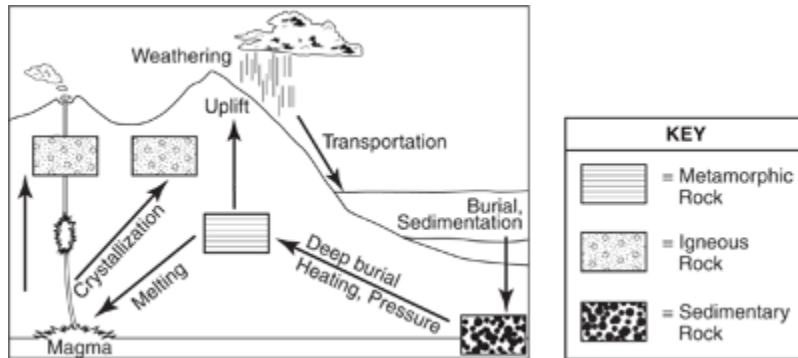 Weathering
Uplift
Transportation
Burial,
Sedimentation
Crystallization
Melting
Deep burial
Heating, Pressure
Magma
KEY
= Metamorphic
Rock
= Igneous
Rock
= Sedimentary
Rock